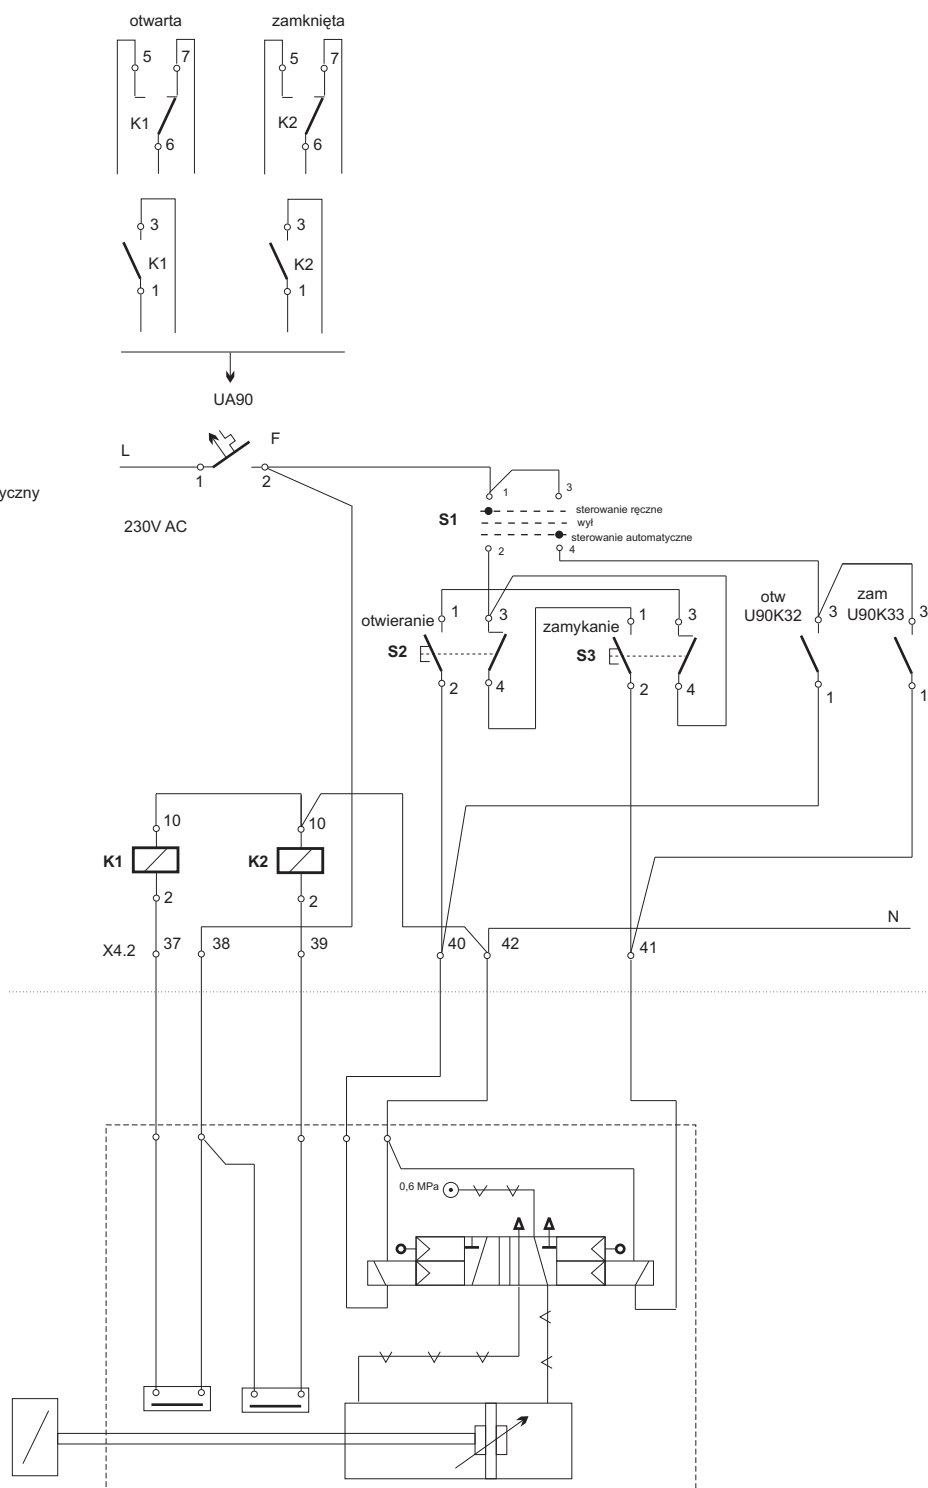 otwarta zamknięta
5 7 5 7
K1 K2
6 6
3 3
K1 K2
1 1
UA90
L F
1 2
yczny
230V AC
1 3
S1
sterowanie ręczne
wył
sterowanie automatyczne
2 4
otw zam
U90K32 3 U90K33 3
otwieranie 1 3 zamykanie 1 3
S2 S3
2 4 2 4
1 1
10 10
K1 K2
2 2
N
X4.2 37 38 39 40 42 41
0,6 MPa